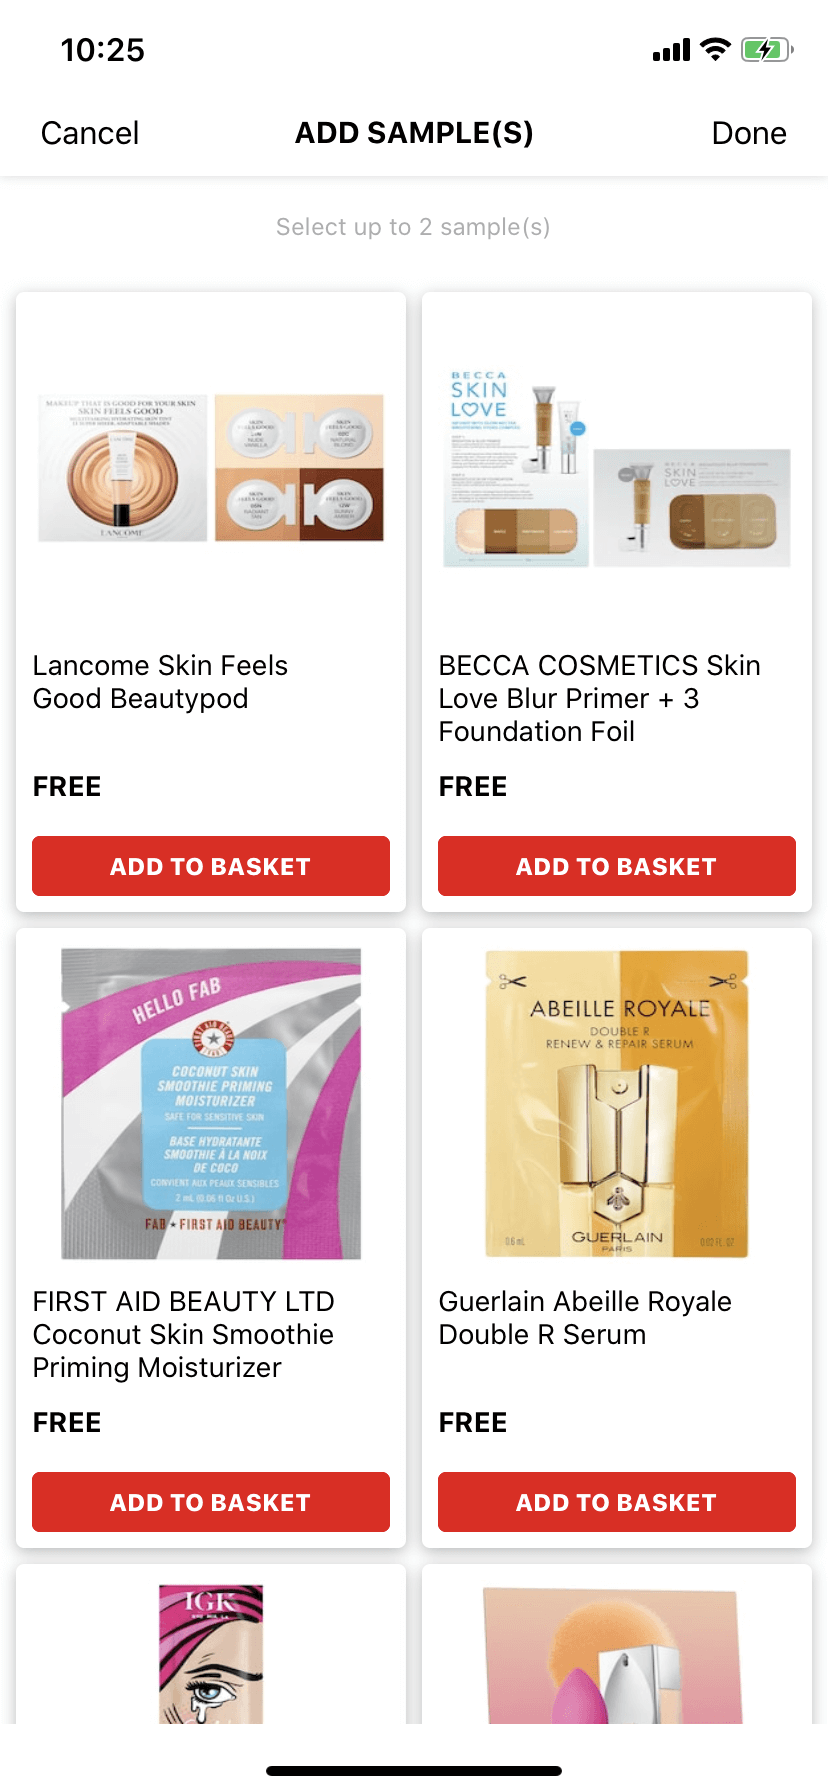 10:25
Cancel
ADD SAMPLE(S)
Done
Select up to 2 sample(s)
MAKEUP THAT IS GOOD FOR YOUR SKIN
SKIN FEELS GOOD
LANCOME
BECCA
SKIN
LOVE
BECCA
SKIN
LOVE
Lancome Skin Feels
Good Beautypod
FREE
ADD TO BASKET
BECCA COSMETICS Skin
Love Blur Primer + 3
Foundation Foil
FREE
ADD TO BASKET
HELLO FAB
FIRST AID BEAUTY
COCONUT SKIN
SMOOTHIE PRIMING
MOISTURIZER
SAFE FOR SENSITIVE SKIN
BASE HYDRATANTE
SMOOTHIE À LA NOIX
DE COCO
CONVIENT AUX PEAUX SENSIBLES
2 mL (0.06 fl Oz U.S.)
FAB ★ FIRST AID BEAUTY
ABEILLE ROYALE
DOUBLE R
RENEW & REPAIR SERUM
GUERLAIN
PARIS
0.6 mL
0.02 FL. OZ
FIRST AID BEAUTY LTD
Coconut Skin Smoothie
Priming Moisturizer
FREE
ADD TO BASKET
Guerlain Abeille Royale
Double R Serum
FREE
ADD TO BASKET
IGK